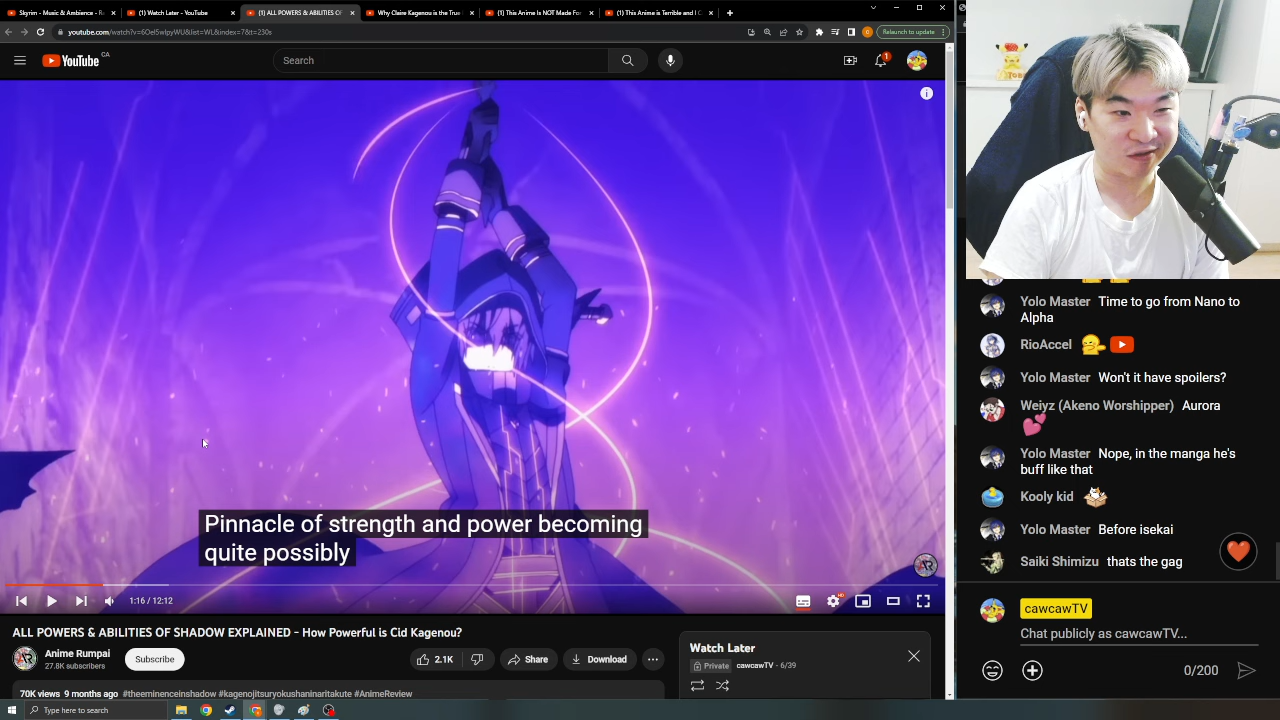 Slgrim - Music & Ambience - R
(1) Watch Later - YouTube
(1) ALL POWERS & ABILITIES OF
Why Claire Kagenou is the True
(1) This Anime Is NOT Made For
(1) This Anime is Terrible and I
youtube.com/watch?v=6Oel5wIpyWU&list=WL&index=7&t=230s
Relaunch to update
YouTube CA
Search
1
Pinnacle of strength and power becoming
quite possibly
AR
1:16 / 12:12
HD
ALL POWERS & ABILITIES OF SHADOW EXPLAINED - How Powerful is Cid Kagenou?
Anime Rumpai
27.8K subscribers
Subscribe
2.1K
Share
Download
70K views 9 months ago #theeminenceinshadow #kagenojitsuryokushaninaritakute #AnimeReview
Watch Later
Private cawcawTV - 6/39
Type here to search
Yolo Master Time to go from Nano to
Alpha
RioAccel
Yolo Master Won't it have spoilers?
Weiyz (Akeno Worshipper) Aurora
Yolo Master Nope, in the manga he's
buff like that
Kooly kid
Yolo Master Before isekai
Saiki Shimizu thats the gag
cawcawTV
Chat publicly as cawcawTV...
0/200